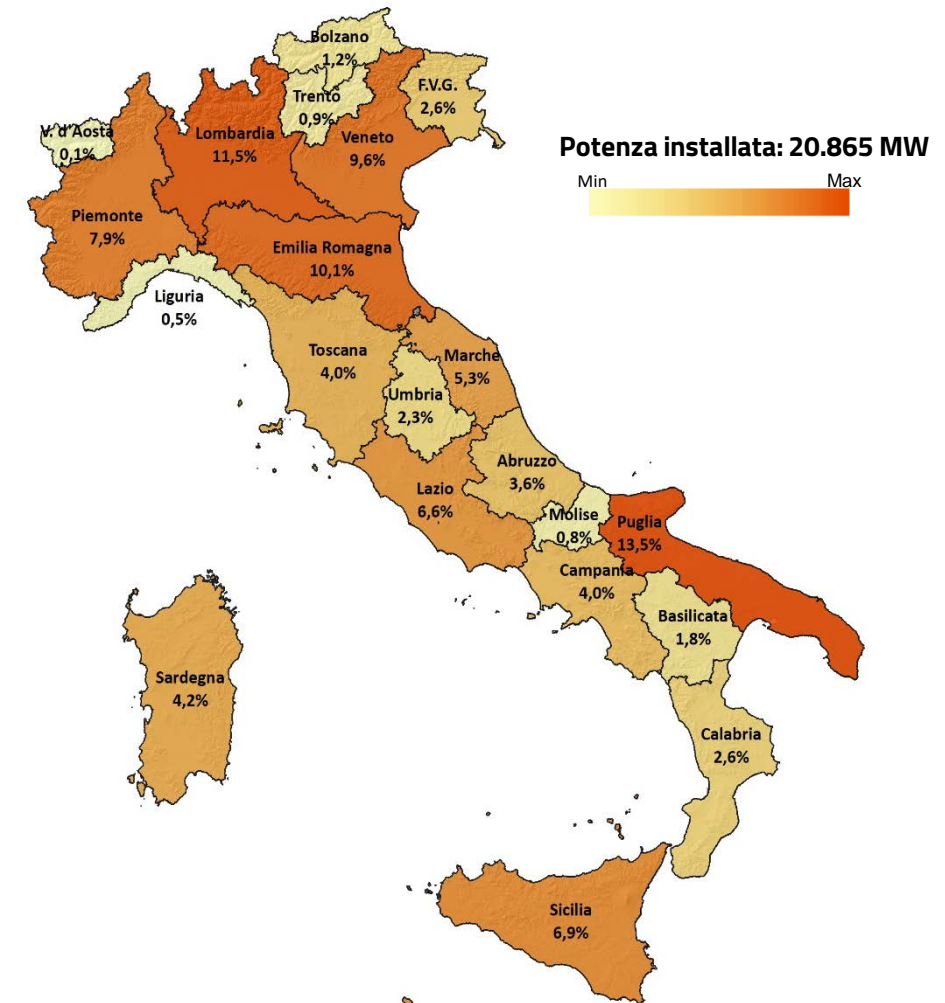 Bolzano
1,2%
Trento
0,9%
F.V.G.
2,6%
V. d'Aosta
0,1%
Lombardia
11,5%
Veneto
9,6%
Potenza installata: 20.865 MW
Min
Max
Piemonte
7,9%
Emilia Romagna
10,1%
Liguria
0,5%
Toscana
4,0%
Marche
5,3%
Umbria
2,3%
Abruzzo
3,6%
Lazio
6,6%
Molise
0,8%
Puglia
13,5%
Campania
4,0%
Basilicata
1,8%
Sardegna
4,2%
Calabria
2,6%
Sicilia
6,9%